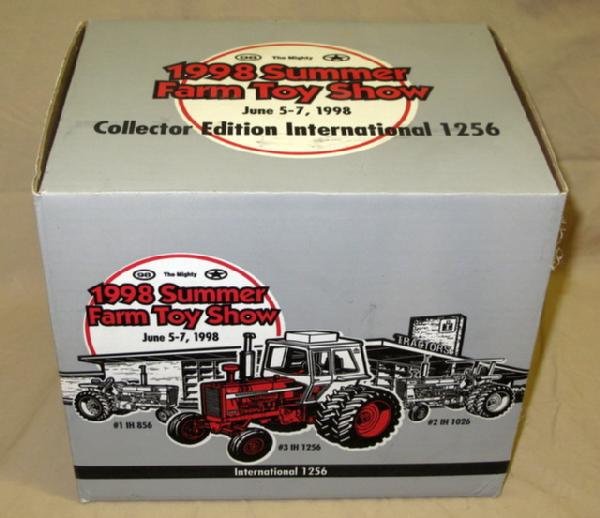 98 The Mighty
1998 Summer
Farm Toy Show
June 5-7, 1998
Collector Edition International 1256
98 The Mighty
1998 Summer
Farm Toy Show
June 5-7, 1998
TRACTORS
#1 IH 856
#3 IH 1256
#2 IH 1026
International 1256